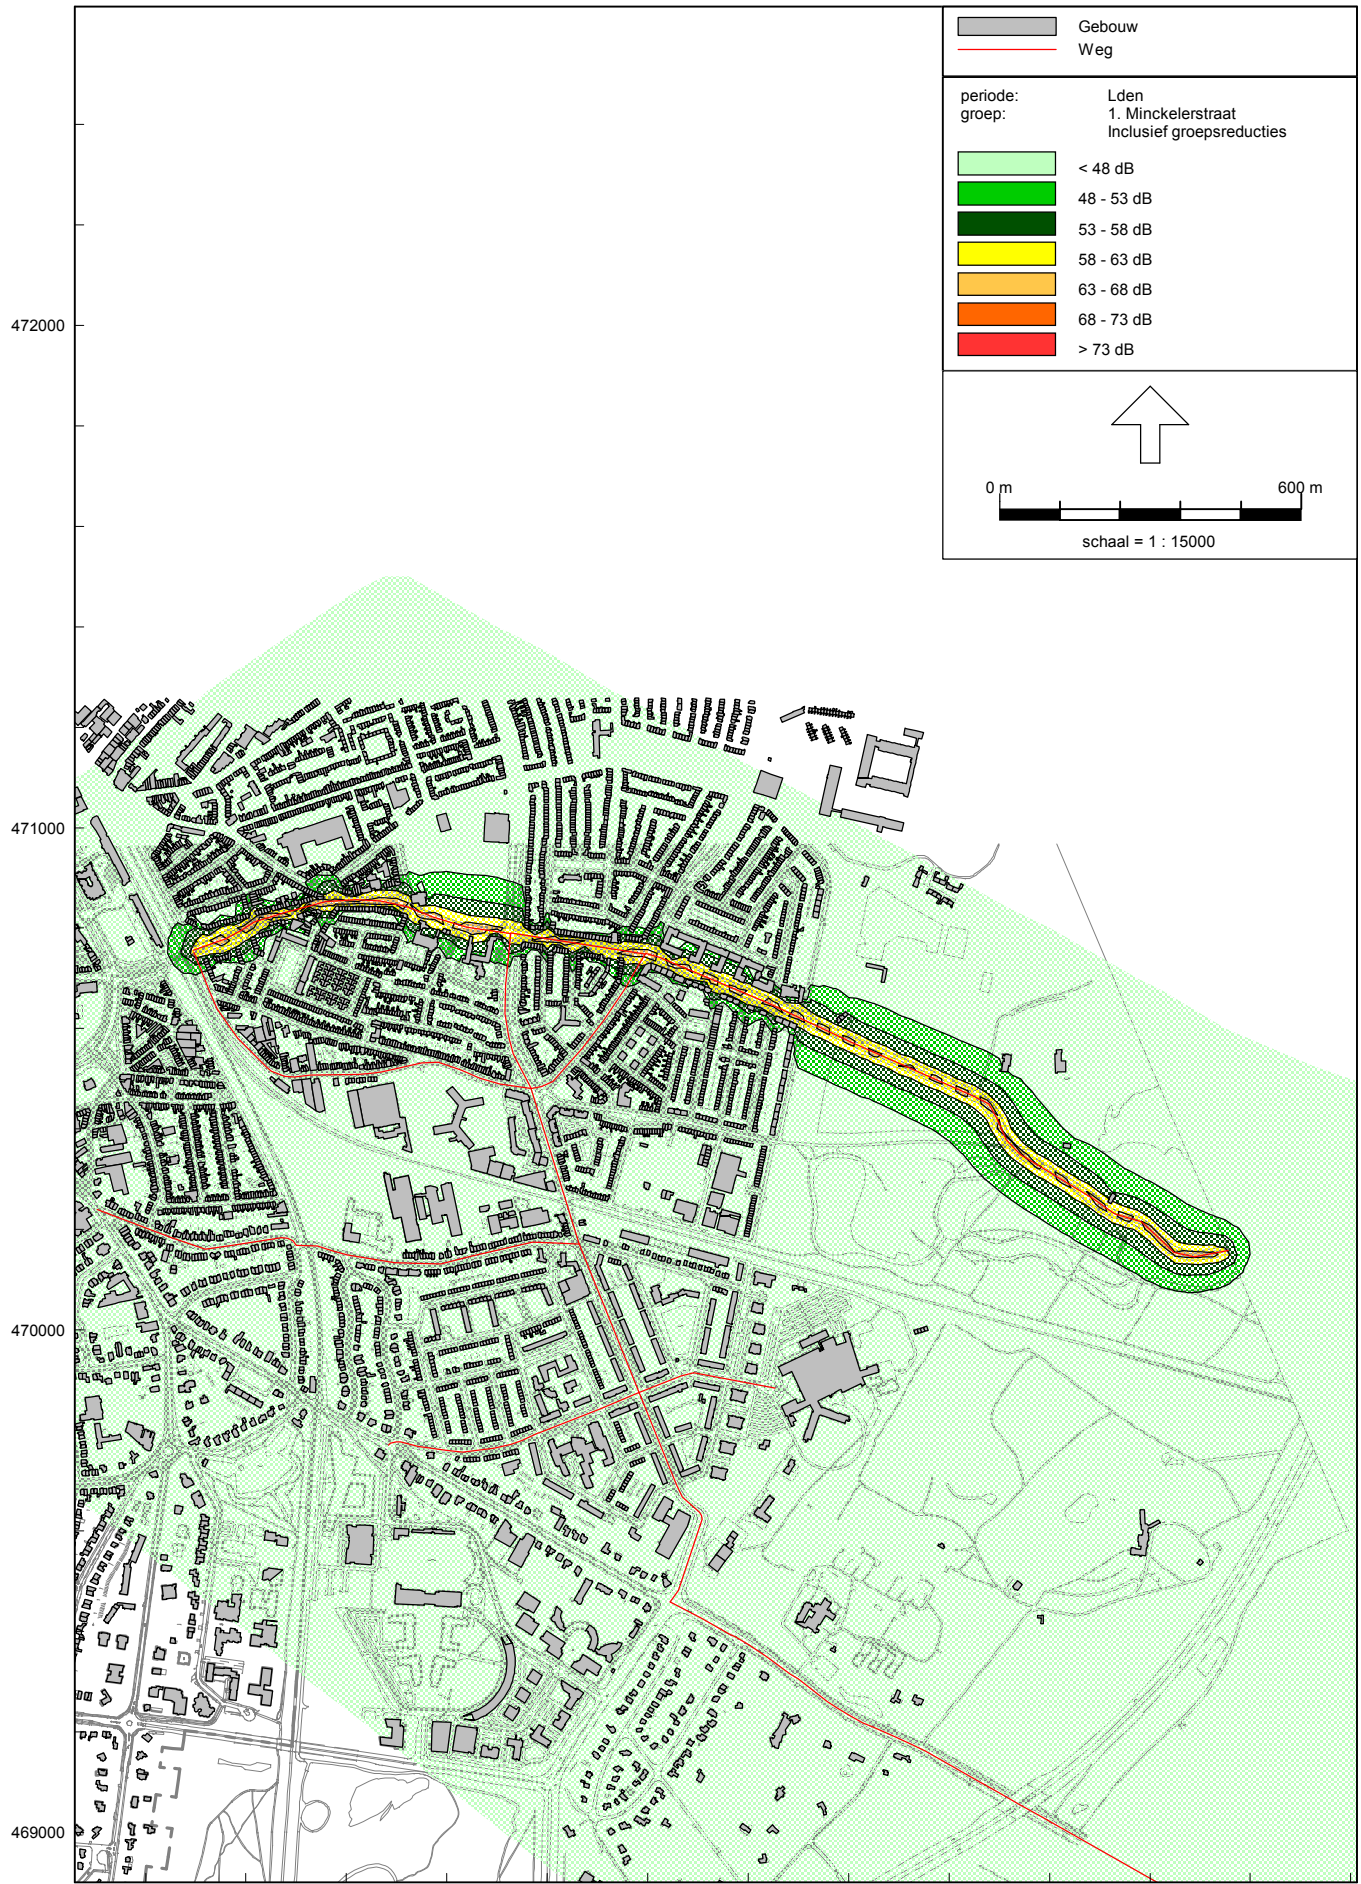 Gebouw
Weg
periode: Lden
groep: 1. Minckelerstraat
Inclusief groepsreducties
< 48 dB
48 - 53 dB
53 - 58 dB
58 - 63 dB
63 - 68 dB
68 - 73 dB
> 73 dB
0 m 600 m
schaal = 1 : 15000
472000
471000
470000
469000